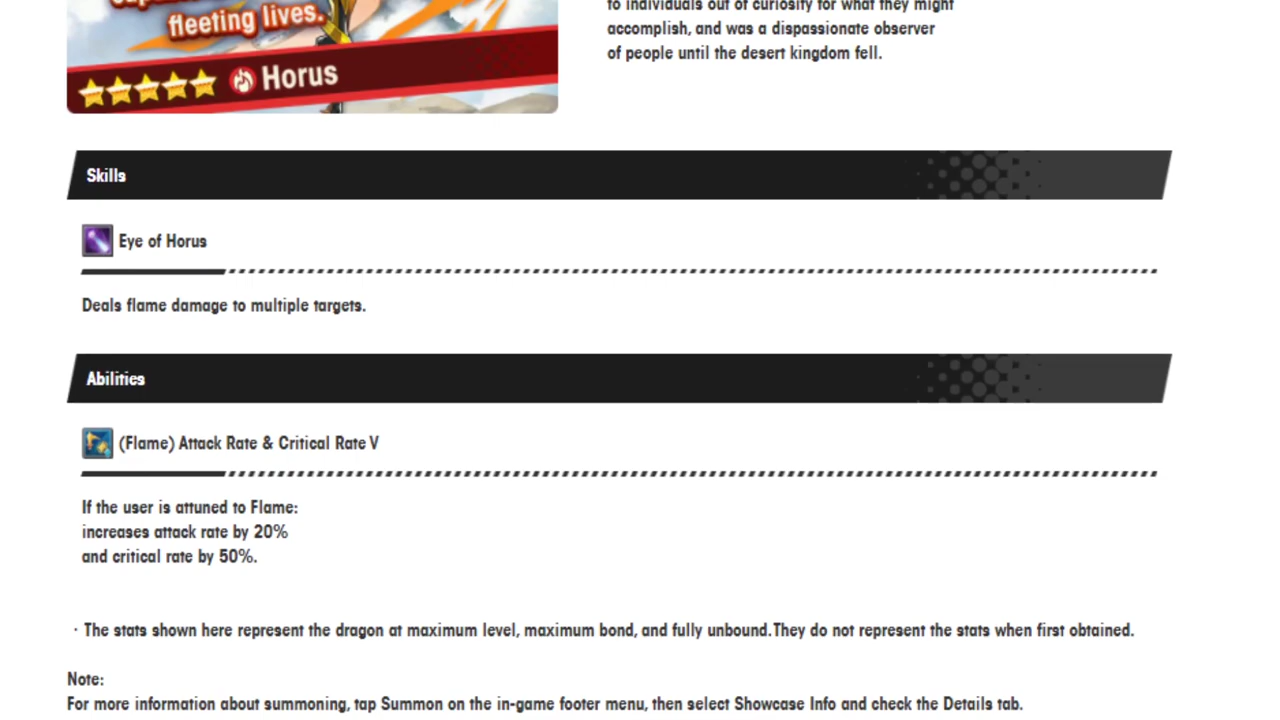 fleeting lives.
Horus
to individuals out of curiosity for what they might
accomplish, and was a dispassionate observer
of people until the desert kingdom fell.
Skills
Eye of Horus
Deals flame damage to multiple targets.
Abilities
(Flame) Attack Rate & Critical Rate V
If the user is attuned to Flame:
increases attack rate by 20%
and critical rate by 50%.
· The stats shown here represent the dragon at maximum level, maximum bond, and fully unbound.They do not represent the stats when first obtained.
Note:
For more information about summoning, tap Summon on the in-game footer menu, then select Showcase Info and check the Details tab.